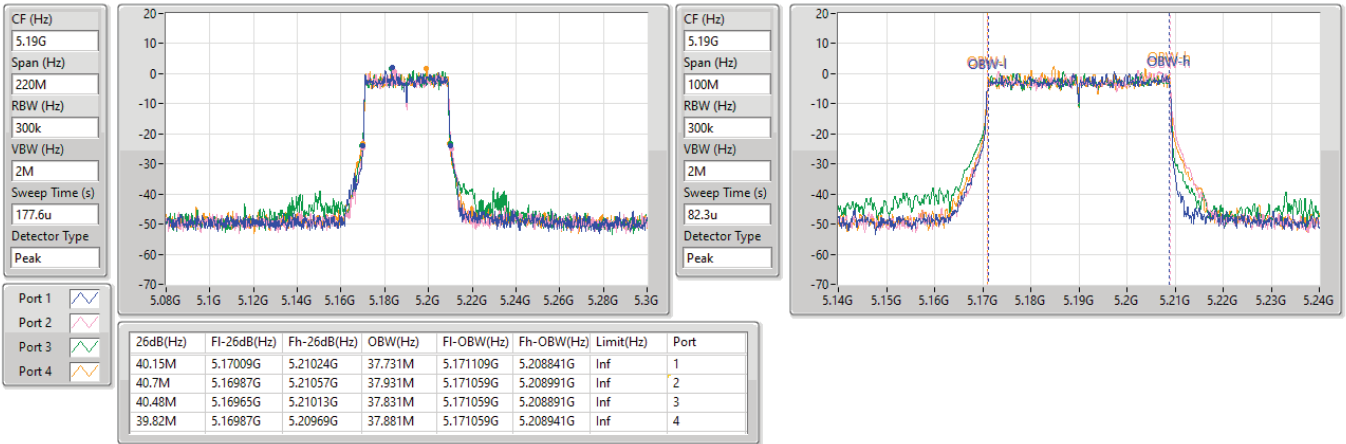 CF (Hz)
5.19G
Span (Hz)
220M
RBW (Hz)
300k
VBW (Hz)
2M
Sweep Time (s)
177.6u
Detector Type
Peak
20
10
0
-10
-20
-30
-40
-50
-60
-70
5.08G 5.1G 5.12G 5.14G 5.16G 5.18G 5.2G 5.22G 5.24G 5.26G 5.28G 5.3G
CF (Hz)
5.19G
Span (Hz)
100M
RBW (Hz)
300k
VBW (Hz)
2M
Sweep Time (s)
82.3u
Detector Type
Peak
20
10
0
-10
-20
-30
-40
-50
-60
-70
OBW-l OBW-h
5.14G 5.15G 5.16G 5.17G 5.18G 5.19G 5.2G 5.21G 5.22G 5.23G 5.24G
Port 1
Port 2
Port 3
Port 4
26dB(Hz) Fl-26dB(Hz) Fh-26dB(Hz) OBW(Hz) Fl-OBW(Hz) Fh-OBW(Hz) Limit(Hz) Port
40.15M 5.17009G 5.21024G 37.731M 5.171109G 5.208841G Inf 1
40.7M 5.16987G 5.21057G 37.931M 5.171059G 5.208991G Inf 2
40.48M 5.16965G 5.21013G 37.831M 5.171059G 5.208891G Inf 3
39.82M 5.16987G 5.20969G 37.881M 5.171059G 5.208941G Inf 4